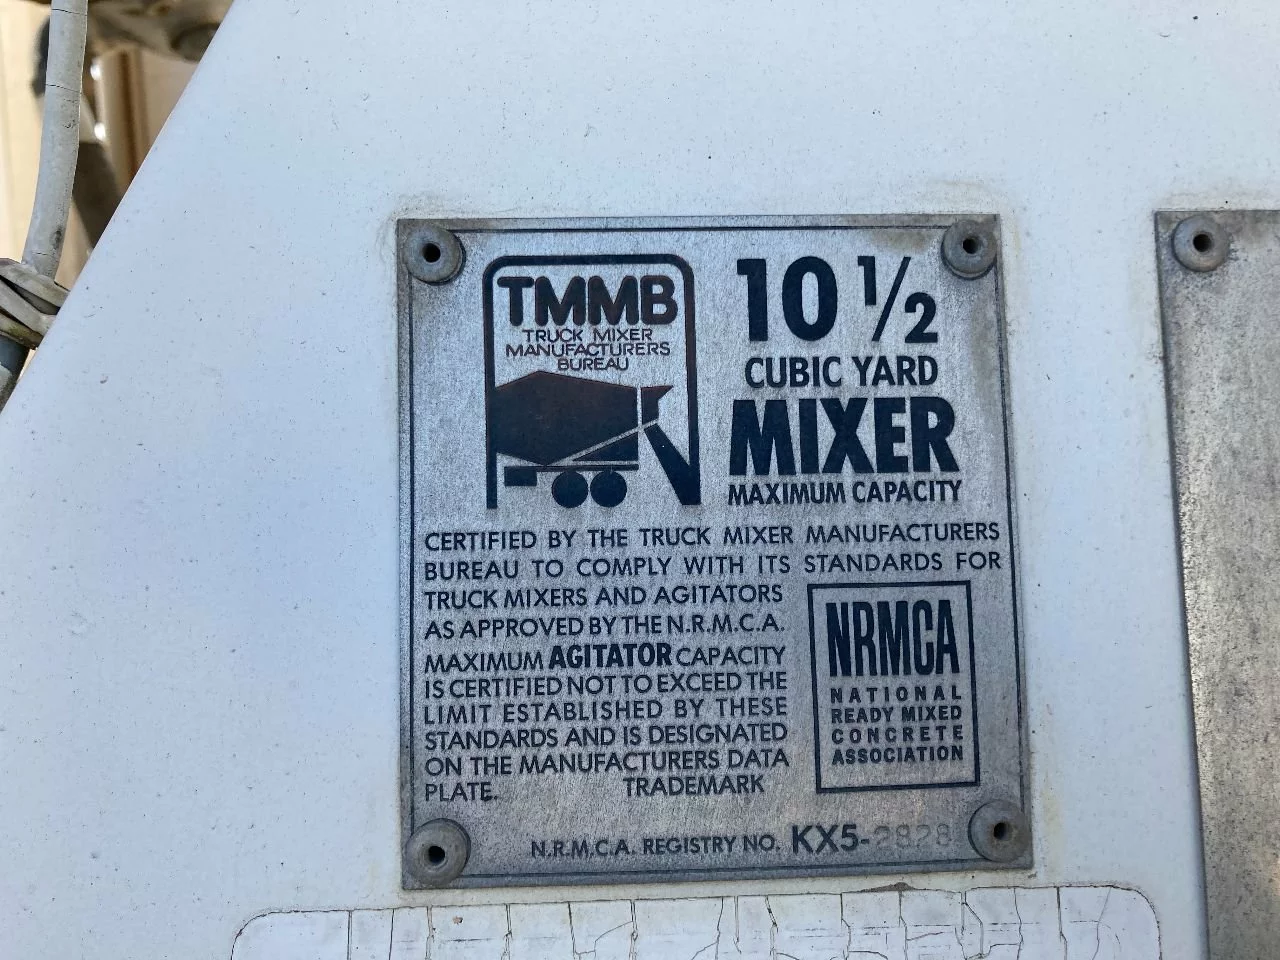 TMMB
TRUCK MIXER
MANUFACTURERS
BUREAU
10 1/2
CUBIC YARD
MIXER
MAXIMUM CAPACITY
CERTIFIED BY THE TRUCK MIXER MANUFACTURERS
BUREAU TO COMPLY WITH ITS STANDARDS FOR
TRUCK MIXERS AND AGITATORS
AS APPROVED BY THE N.R.M.C.A.
MAXIMUM AGITATOR CAPACITY
IS CERTIFIED NOT TO EXCEED THE
LIMIT ESTABLISHED BY THESE
STANDARDS AND IS DESIGNATED
ON THE MANUFACTURERS DATA
PLATE. TRADEMARK
NRMCA
NATIONAL
READY MIXED
CONCRETE
ASSOCIATION
N.R.M.C.A. REGISTRY NO. KX5-2828